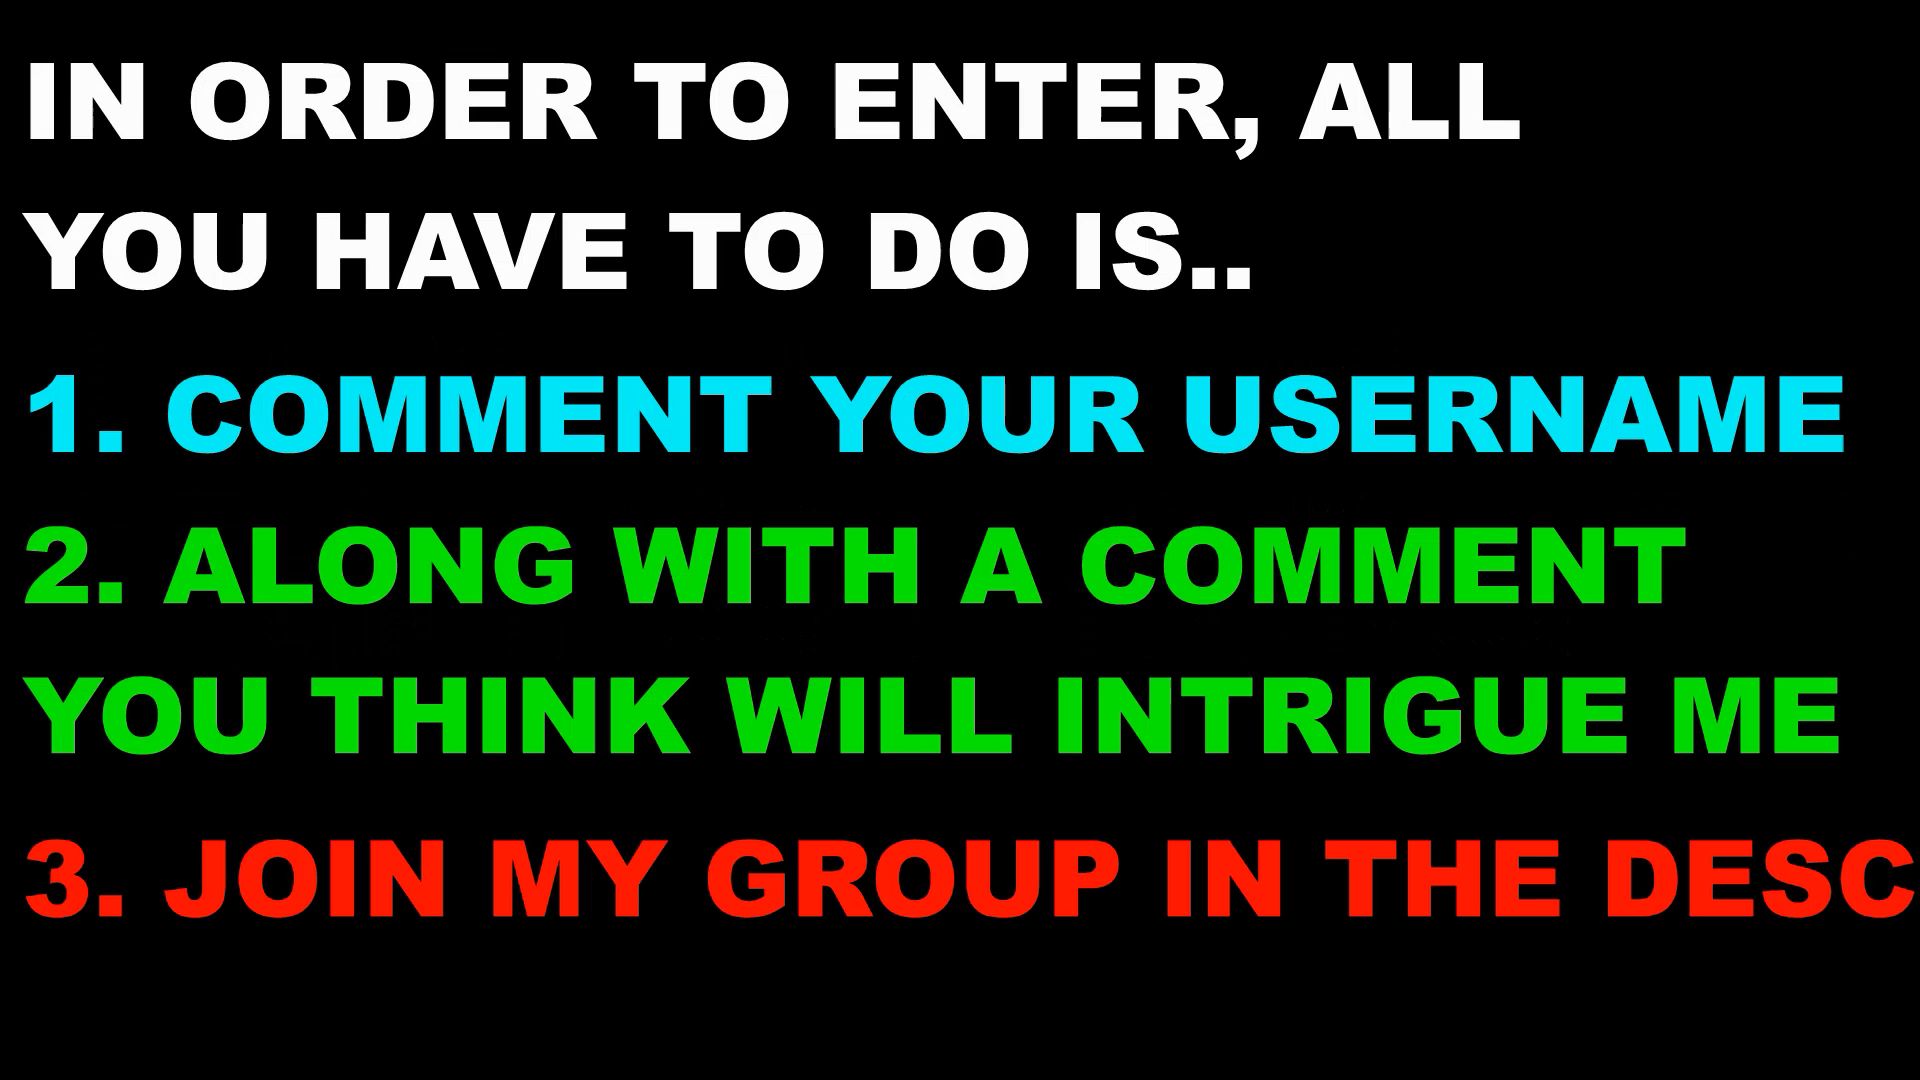 IN ORDER TO ENTER, ALL
YOU HAVE TO DO IS..
1. COMMENT YOUR USERNAME
2. ALONG WITH A COMMENT
YOU THINK WILL INTRIGUE ME
3. JOIN MY GROUP IN THE DESC